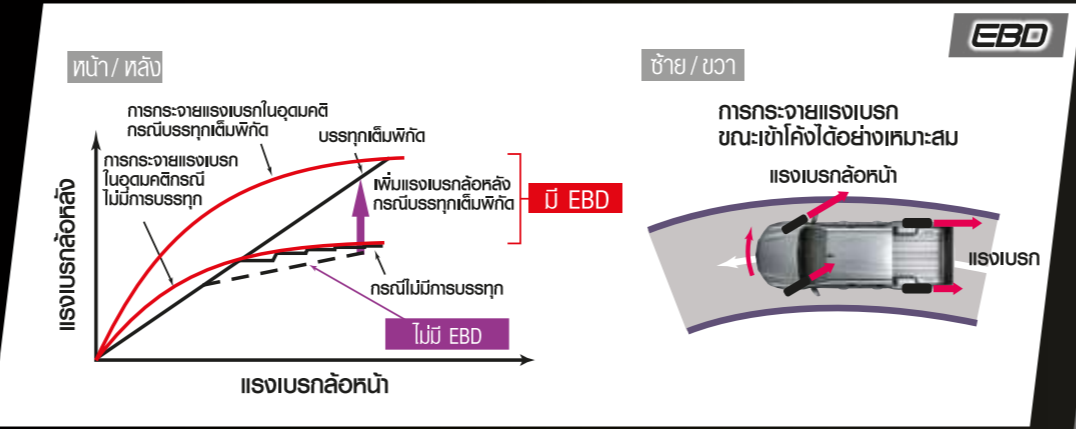 EBD
หน้า / หลัง
การกระจายแรงเบรกในอุดมคติ
กรณีบรรทุกเต็มพิกัด
บรรทุกเต็มพิกัด
การกระจายแรงเบรก
ในอุดมคติกรณี
ไม่มีการบรรทุก
เพิ่มแรงเบรกล้อหลัง
กรณีบรรทุกเต็มพิกัด
มี EBD
กรณีไม่มีการบรรทุก
ไม่มี EBD
แรงเบรกล้อหลัง
แรงเบรกล้อหน้า
ซ้าย / ขวา
การกระจายแรงเบรก
ขณะเข้าโค้งได้อย่างเหมาะสม
แรงเบรกล้อหน้า
แรงเบรก